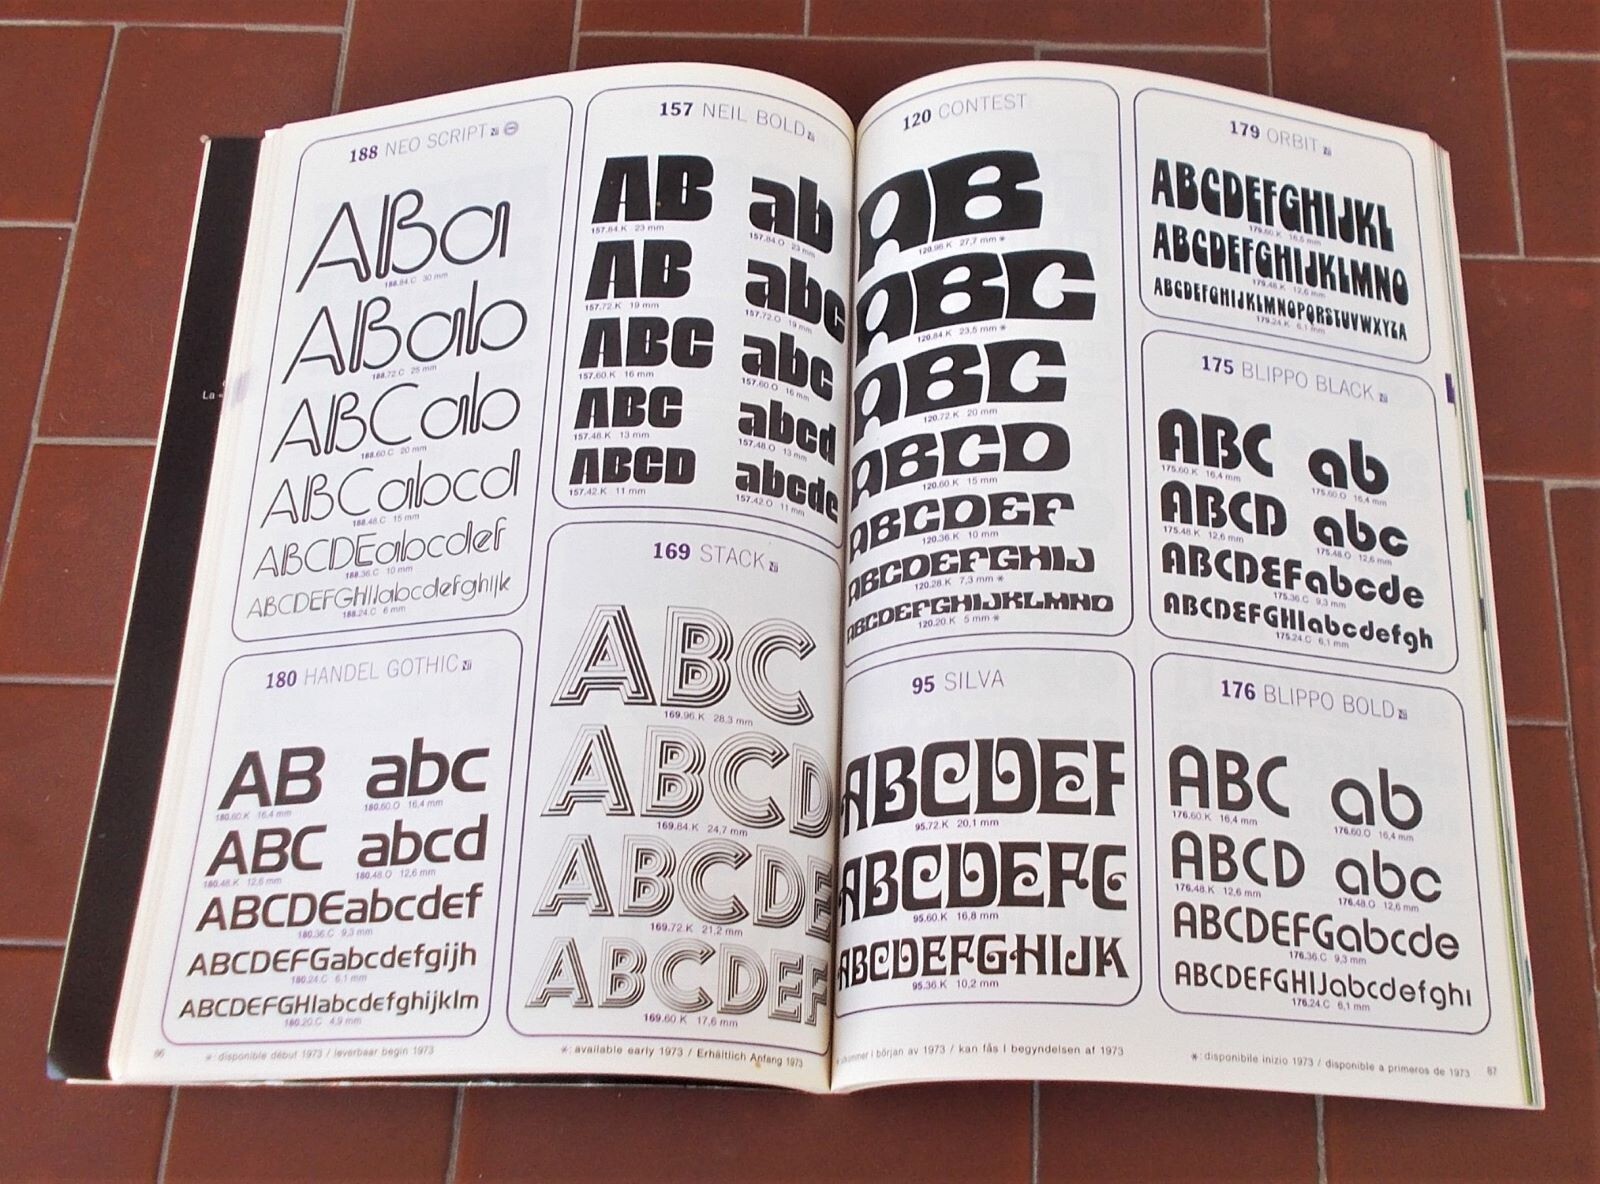 La
188 NEO SCRIPT
ABa
188.84.C 30 mm
ABab
188.72.C 25 mm
ABCab
188.60.C 20 mm
ABCabcd
188.48.C 15 mm
ABCDEabcdef
188.36.C 10 mm
ABCDEFGHIabcdefghijk
188.24.C 6 mm
180 HANDEL GOTHIC
AB abc
180.60.K 16,4 mm 180.60.O 16,4 mm
ABC abcd
180.48.K 12,6 mm 180.48.O 12,6 mm
ABCDEabcdef
180.36.C 9,3 mm
ABCDEFGabcdefgijh
180.24.C 6,1 mm
ABCDEFGHIabcdefghijklm
180.20.C 4,9 mm
157 NEIL BOLD
AB ab
157.84.K 23 mm 157.84.O 23 mm
AB abc
157.72.K 19 mm 157.72.O 19 mm
ABC abc
157.60.K 16 mm 157.60.O 16 mm
ABC abcd
157.48.K 13 mm 157.48.O 13 mm
ABCD abcde
157.42.K 11 mm 157.42.O 11 mm
169 STACK
ABC
169.96.K 28,3 mm
ABCD
169.84.K 24,7 mm
ABCDE
169.72.K 21,2 mm
ABCDEF
169.60.K 17,6 mm
86 *: disponible début 1973 / leverbaar begin 1973 *: available early 1973 / Erhältlich Anfang 1973
120 CONTEST
AB
120.96.K 27,7 mm *
ABC
120.84.K 23,5 mm *
ABC
120.72.K 20 mm
ABCD
120.60.K 15 mm
ABCDEF
120.36.K 10 mm
ABCDEFGHIJ
120.28.K 7,3 mm *
ABCDEFGHIJKLMNO
120.20.K 5 mm *
95 SILVA
ABCDEF
95.72.K 20,1 mm
ABCDEFG
95.60.K 16,8 mm
ABCDEFGHIJK
95.36.K 10,2 mm
179 ORBIT
ABCDEFGHIJKL
179.60.K 16,5 mm
ABCDEFGHIJKLMNO
179.48.K 12,6 mm
ABCDEFGHIJKLMNOPQRSTUVWXYZA
179.24.K 6,1 mm
175 BLIPPO BLACK
ABC ab
175.60.K 16,4 mm 175.60.O 16,4 mm
ABCD abc
175.48.K 12,6 mm 175.48.O 12,6 mm
ABCDEFabcde
175.36.C 9,3 mm
ABCDEFGHIabcdefgh
175.24.C 6,1 mm
176 BLIPPO BOLD
ABC ab
176.60.K 16,4 mm 176.60.O 16,4 mm
ABCD abc
176.48.K 12,6 mm 176.48.O 12,6 mm
ABCDEFGabcde
176.36.C 9,3 mm
ABCDEFGHIJabcdefghı
176.24.C 6,1 mm
i början av 1973 / kan fås i begyndelsen af 1973 *: disponibile inizio 1973 / disponible a primeros de 1973 87